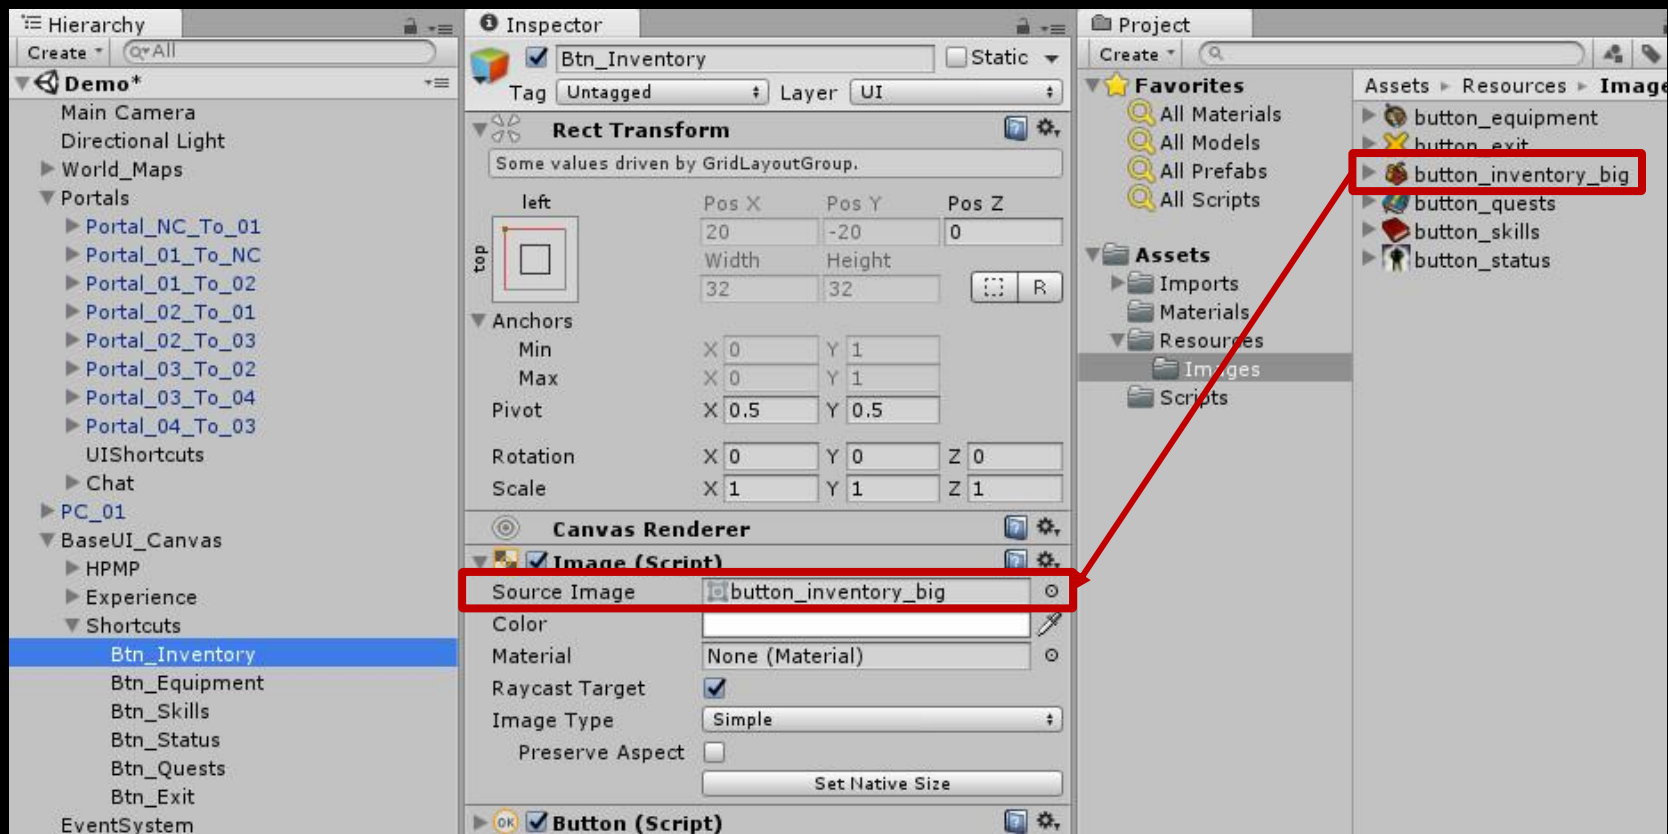 Hierarchy
Create All
Demo*
Main Camera
Directional Light
World_Maps
Portals
Portal_NC_To_01
Portal_01_To_NC
Portal_01_To_02
Portal_02_To_01
Portal_02_To_03
Portal_03_To_02
Portal_03_To_04
Portal_04_To_03
UIShortcuts
Chat
PC_01
BaseUI_Canvas
HPMP
Experience
Shortcuts
Btn_Inventory
Btn_Equipment
Btn_Skills
Btn_Status
Btn_Quests
Btn_Exit
EventSystem
Inspector
Btn_Inventory Static
Tag Untagged Layer UI
Rect Transform
Some values driven by GridLayoutGroup.
left Pos X Pos Y Pos Z
20 -20 0
top
Width Height
32 32 R
Anchors
Min X 0 Y 1
Max X 0 Y 1
Pivot X 0.5 Y 0.5
Rotation X 0 Y 0 Z 0
Scale X 1 Y 1 Z 1
Canvas Renderer
Image (Script)
Source Image button_inventory_big
Color
Material None (Material)
Raycast Target
Image Type Simple
Preserve Aspect
Set Native Size
OK Button (Script)
Project
Create
Favorites
All Materials
All Models
All Prefabs
All Scripts
Assets
Imports
Materials
Resources
Images
Scripts
Assets Resources Image
button_equipment
button_exit
button_inventory_big
button_quests
button_skills
button_status